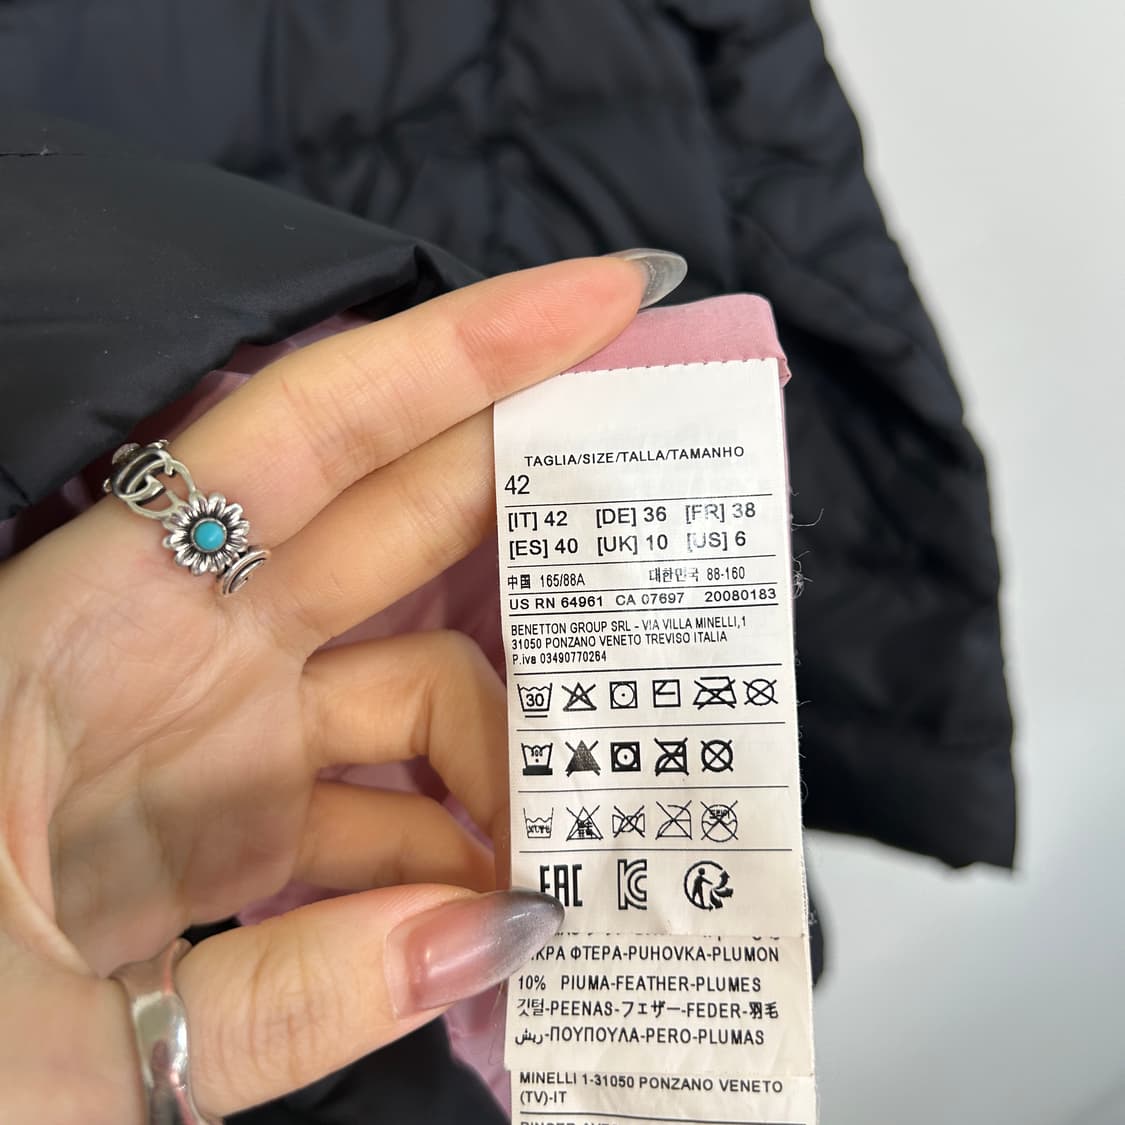 TAGLIA/SIZE/TALLA/TAMANHO
42
[IT] 42 [DE] 36 [FR] 38
[ES] 40 [UK] 10 [US] 6
中国 165/88A 대한민국 88-160
US RN 64961 CA 07697 20080183
BENETTON GROUP SRL - VIA VILLA MINELLI,1
31050 PONZANO VENETO TREVISO ITALIA
P.iva 03490770264
30
EAC
ΦΤΕΡΑ-PUHOVKA-PLUMON
10% PIUMA-FEATHER-PLUMES
깃털-PEENAS-フェザー-FEDER-羽毛
ريش-ΠΟΥΠΟΥΛΑ-PERO-PLUMAS
MINELLI 1-31050 PONZANO VENETO
(TV)-IT